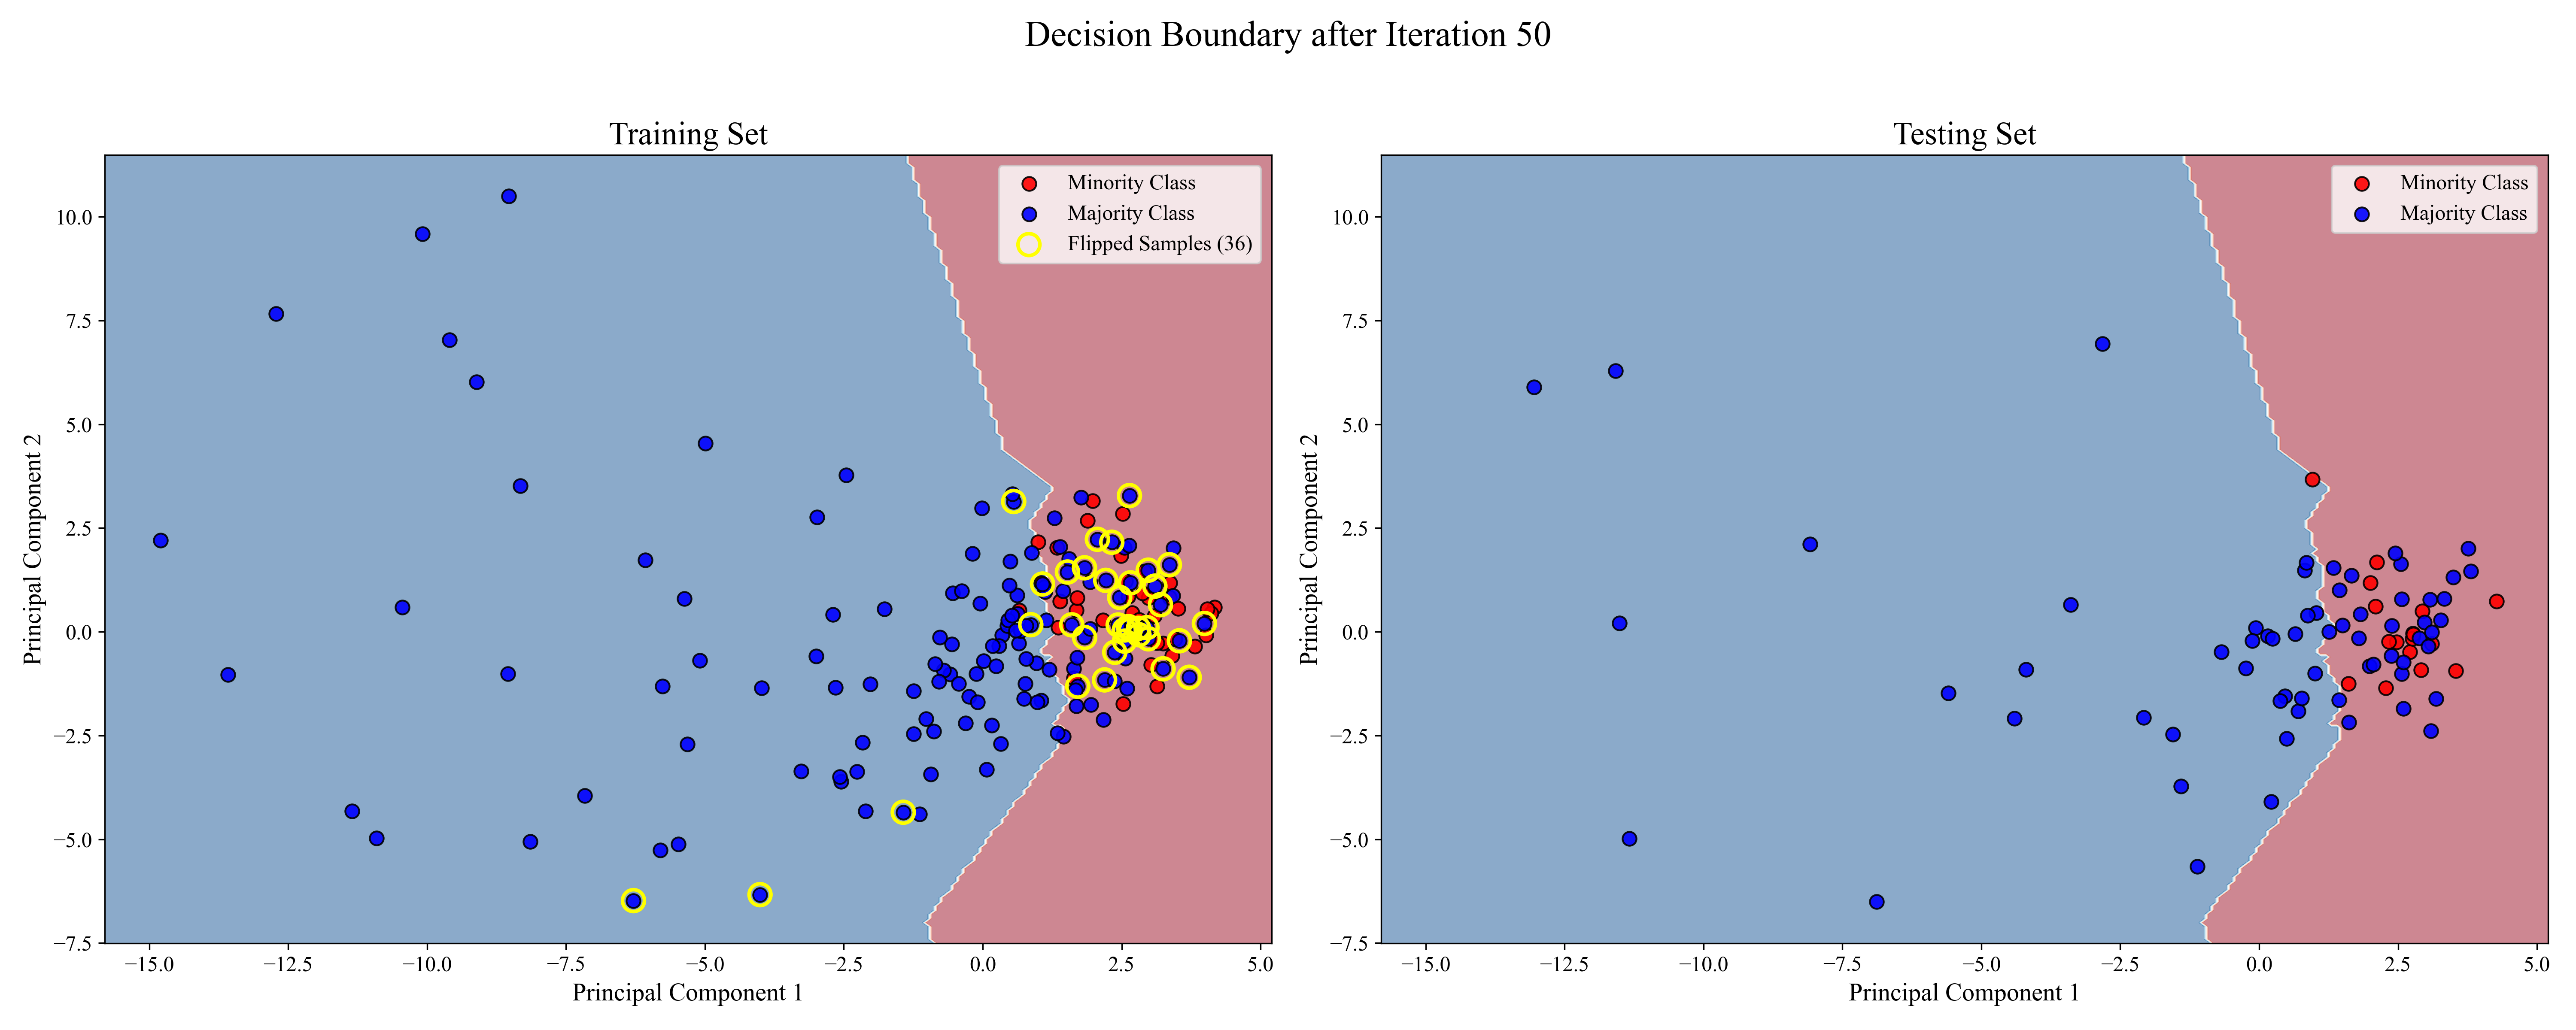 Decision Boundary after Iteration 50
Training Set
Minority Class
Majority Class
Flipped Samples (36)
10.0
7.5
5.0
2.5
0.0
−2.5
−5.0
−7.5
Principal Component 2
−15.0 −12.5 −10.0 −7.5 −5.0 −2.5 0.0 2.5 5.0
Principal Component 1
Testing Set
Minority Class
Majority Class
10.0
7.5
5.0
2.5
0.0
−2.5
−5.0
−7.5
Principal Component 2
−15.0 −12.5 −10.0 −7.5 −5.0 −2.5 0.0 2.5 5.0
Principal Component 1